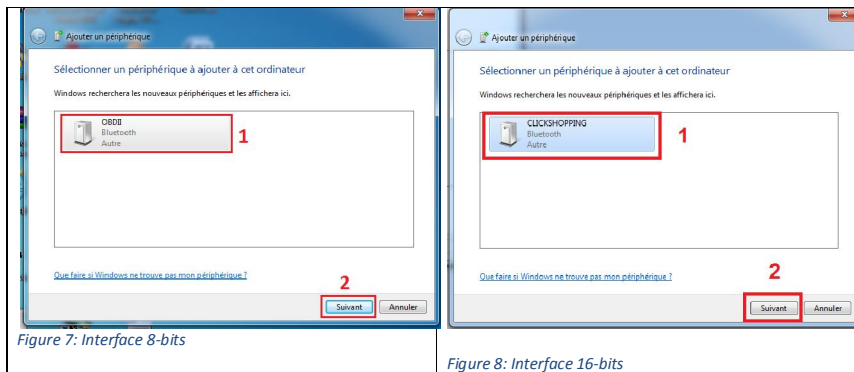 Ajouter un périphérique
Sélectionner un périphérique à ajouter à cet ordinateur
Windows recherchera les nouveaux périphériques et les affichera ici.
OBDII
Bluetooth
Autre
1
Que faire si Windows ne trouve pas mon périphérique ?
2
Suivant
Annuler
Figure 7: Interface 8-bits
Ajouter un périphérique
Sélectionner un périphérique à ajouter à cet ordinateur
Windows recherchera les nouveaux périphériques et les affichera ici.
CLICKSHOPPING
Bluetooth
Autre
1
Que faire si Windows ne trouve pas mon périphérique ?
2
Suivant
Annuler
Figure 8: Interface 16-bits